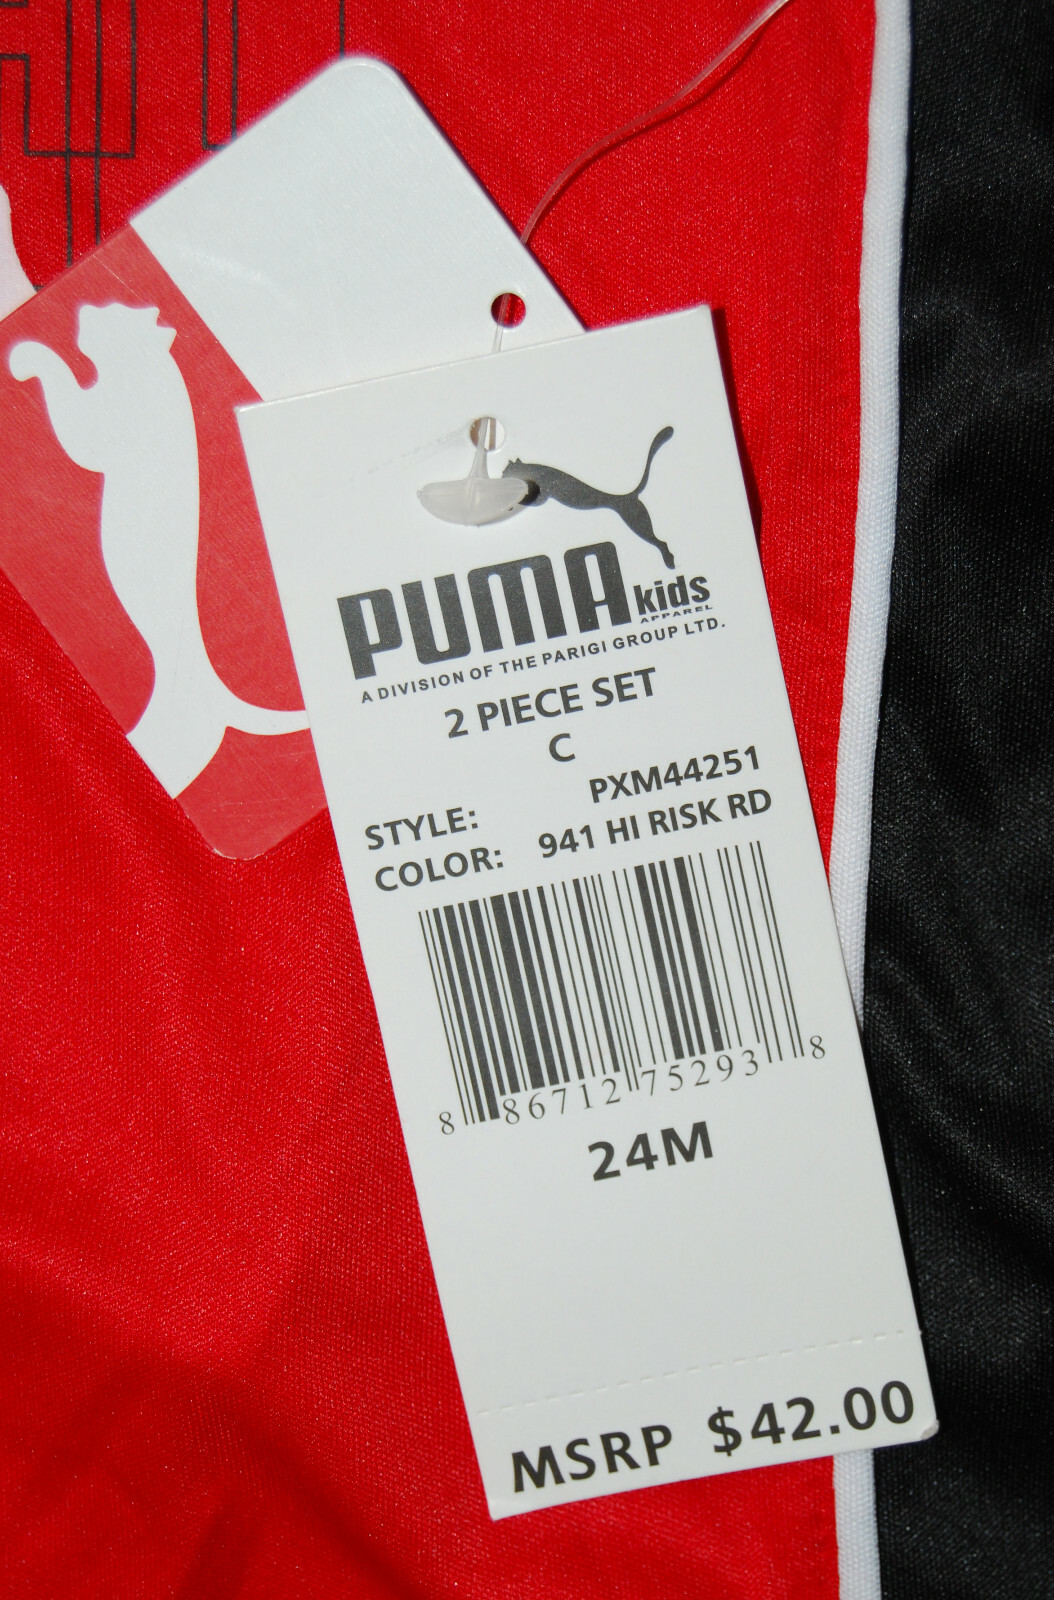 PUMA kids
APPAREL
A DIVISION OF THE PARIGI GROUP LTD.
2 PIECE SET
C
STYLE: PXM44251
COLOR: 941 HI RISK RD
8 86712 75293 8
24M
MSRP $42.00